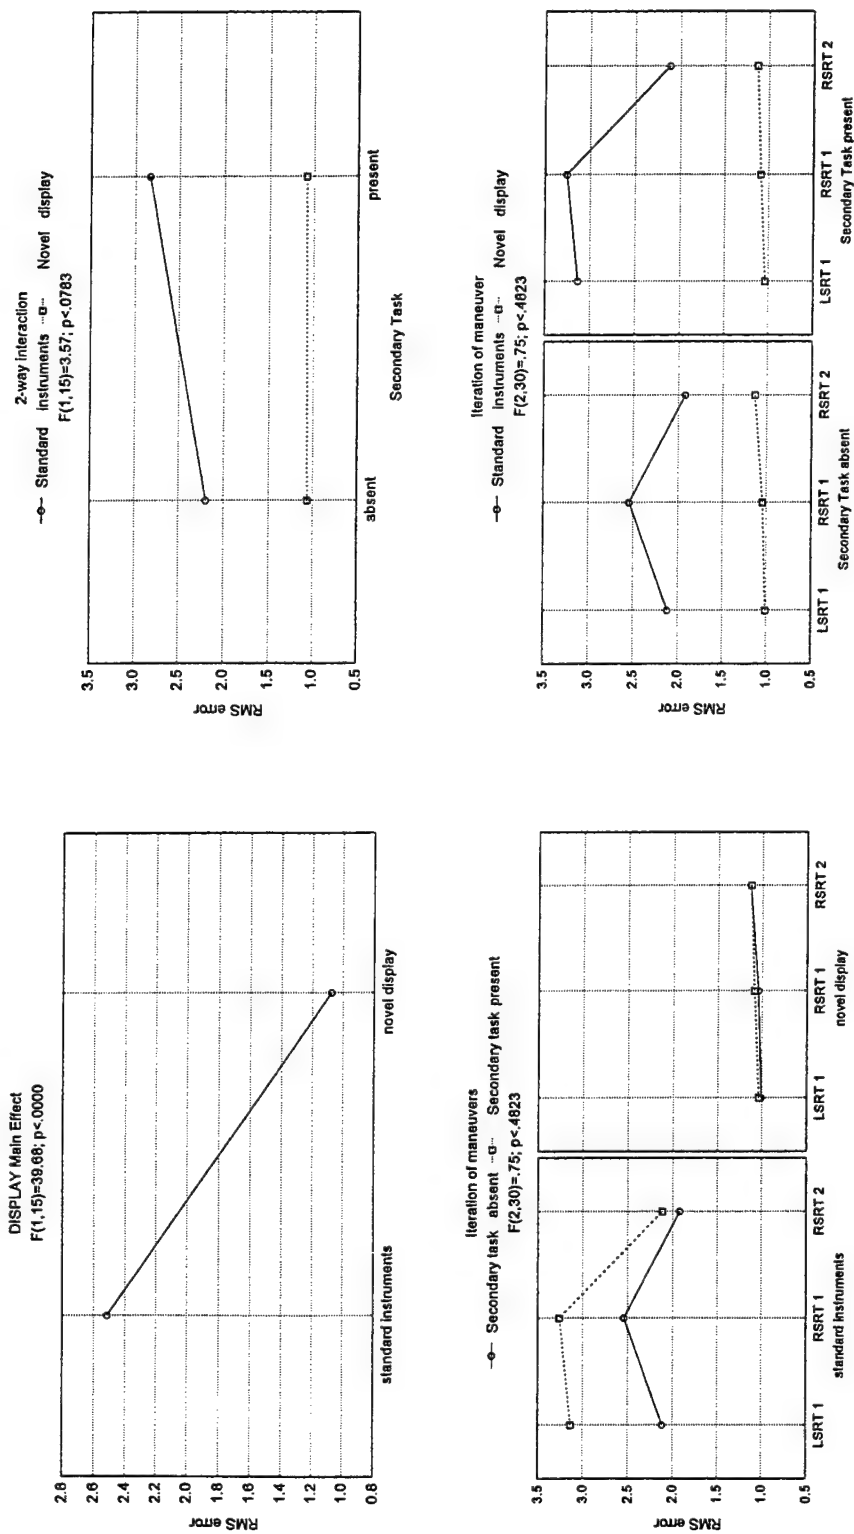 DISPLAY Main Effect
F(1,15)=39.68; p<.0000
2.8
2.6
2.4
2.2
2.0
1.8
1.6
1.4
1.2
1.0
0.8
RMS error
standard instruments
novel display
2-way interaction
Standard instruments Novel display
F(1,15)=3.57; p<.0783
3.5
3.0
2.5
2.0
1.5
1.0
0.5
RMS error
absent
present
Secondary Task
Iteration of maneuvers
Secondary task absent Secondary task present
F(2,30)=.75; p<.4823
3.5
3.0
2.5
2.0
1.5
1.0
0.5
RMS error
LSRT 1 RSRT 1 RSRT 2
standard instruments
LSRT 1 RSRT 1 RSRT 2
novel display
Iteration of maneuver
Standard instruments Novel display
F(2,30)=.75; p<.4823
3.5
3.0
2.5
2.0
1.5
1.0
0.5
RMS error
LSRT 1 RSRT 1 RSRT 2
Secondary Task absent
LSRT 1 RSRT 1 RSRT 2
Secondary Task present